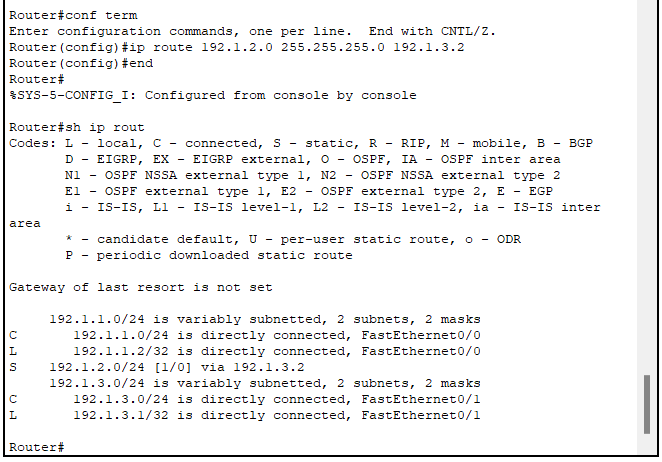 Router#conf term
Enter configuration commands, one per line.  End with CNTL/Z.
Router(config)#ip route 192.1.2.0 255.255.255.0 192.1.3.2
Router(config)#end
Router#
%SYS-5-CONFIG_I: Configured from console by console
Router#sh ip rout
Codes: L - local, C - connected, S - static, R - RIP, M - mobile, B - BGP
       D - EIGRP, EX - EIGRP external, O - OSPF, IA - OSPF inter area
       N1 - OSPF NSSA external type 1, N2 - OSPF NSSA external type 2
       E1 - OSPF external type 1, E2 - OSPF external type 2, E - EGP
       i - IS-IS, L1 - IS-IS level-1, L2 - IS-IS level-2, ia - IS-IS inter
area
       * - candidate default, U - per-user static route, o - ODR
       P - periodic downloaded static route
Gateway of last resort is not set
     192.1.1.0/24 is variably subnetted, 2 subnets, 2 masks
C       192.1.1.0/24 is directly connected, FastEthernet0/0
L       192.1.1.2/32 is directly connected, FastEthernet0/0
S    192.1.2.0/24 [1/0] via 192.1.3.2
     192.1.3.0/24 is variably subnetted, 2 subnets, 2 masks
C       192.1.3.0/24 is directly connected, FastEthernet0/1
L       192.1.3.1/32 is directly connected, FastEthernet0/1
Router#